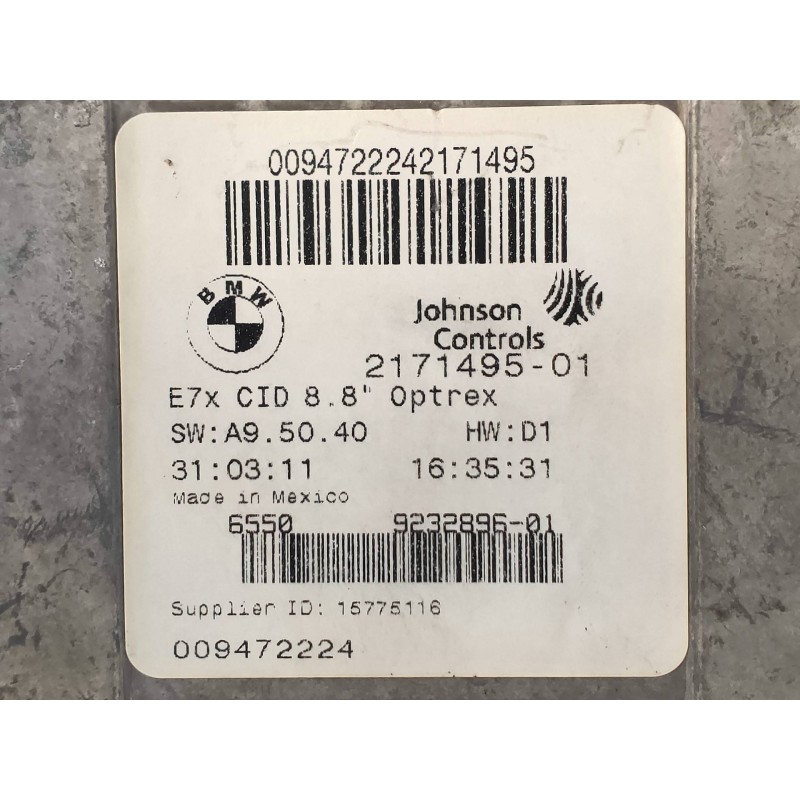 0094722242171495
BMW
Johnson
Controls
2171495-01
E7x CID 8.8" Optrex
SW:A9.50.40 HW:D1
31:03:11 16:35:31
Made in Mexico
6550 9232896-01
Supplier ID: 15775116
009472224